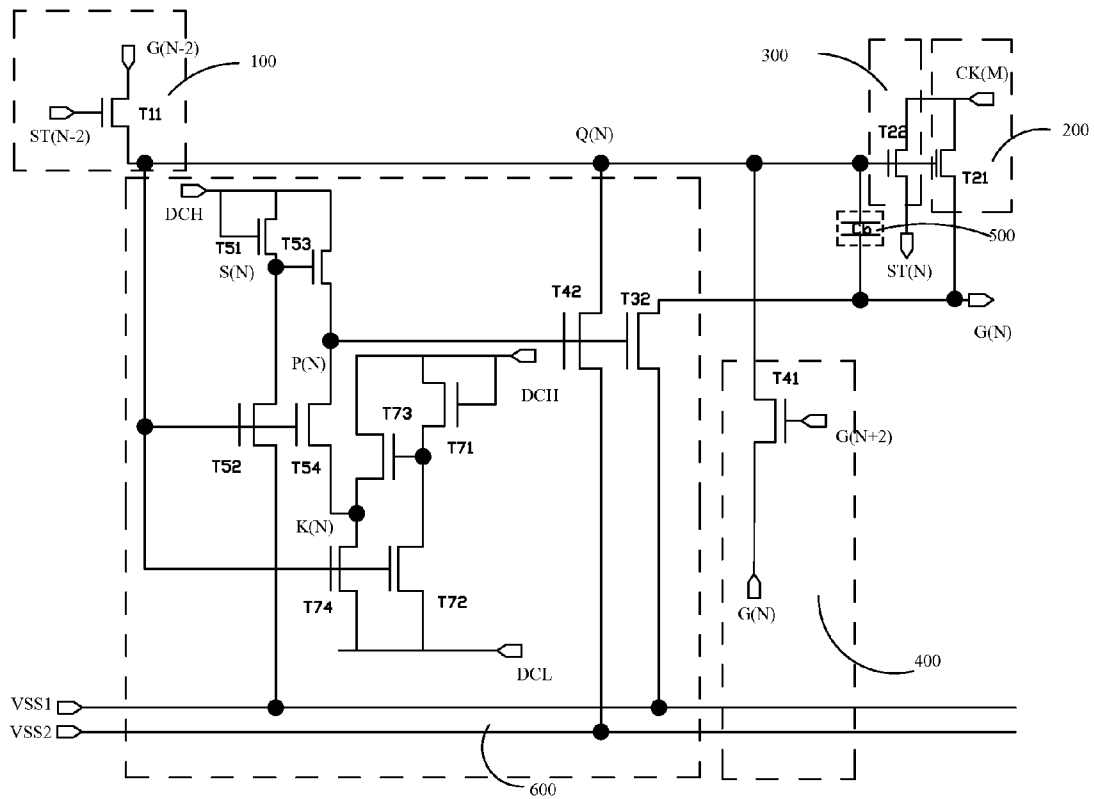 G(N-2)
100
T11
ST(N-2)
300
CK(M)
200
Q(N)
T22
T21
DCH
T51
T53
S(N)
Cb
500
ST(N)
T42
T32
G(N)
P(N)
DCH
T41
T73
T71
G(N+2)
T52
T54
K(N)
T74
T72
G(N)
DCL
400
VSS1
VSS2
600